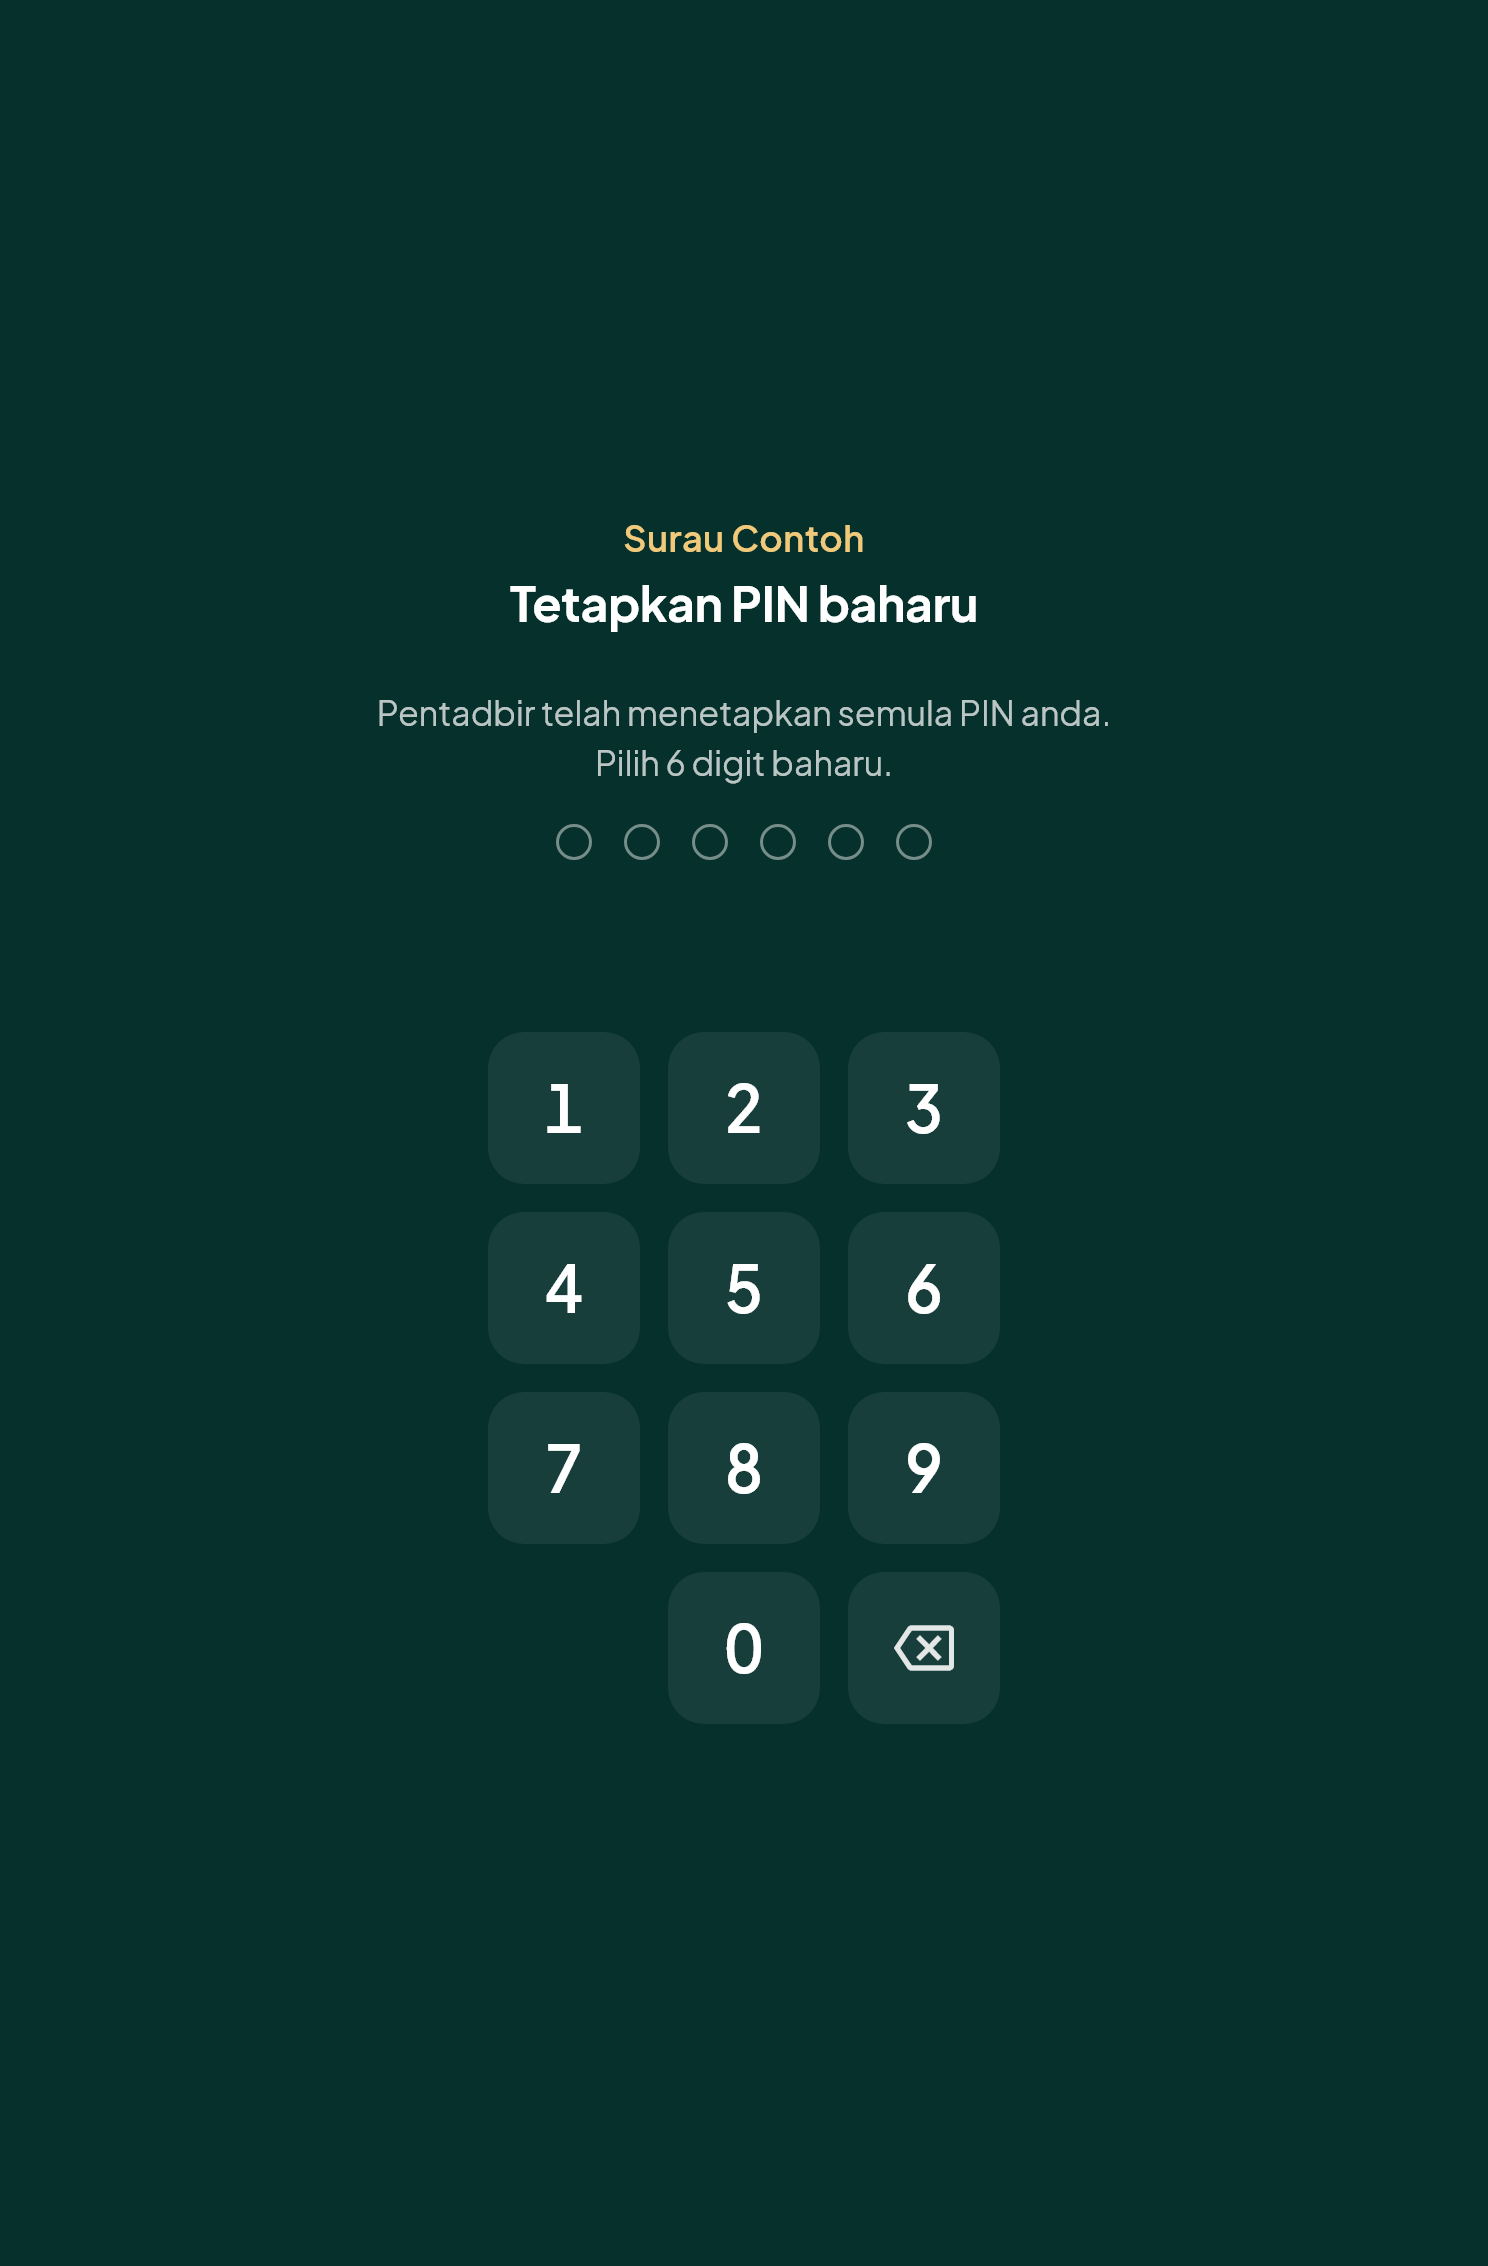 Surau Contoh
Tetapkan PIN baharu
Pentadbir telah menetapkan semula PIN anda.
Pilih 6 digit baharu.
1 2 3
4 5 6
7 8 9
0